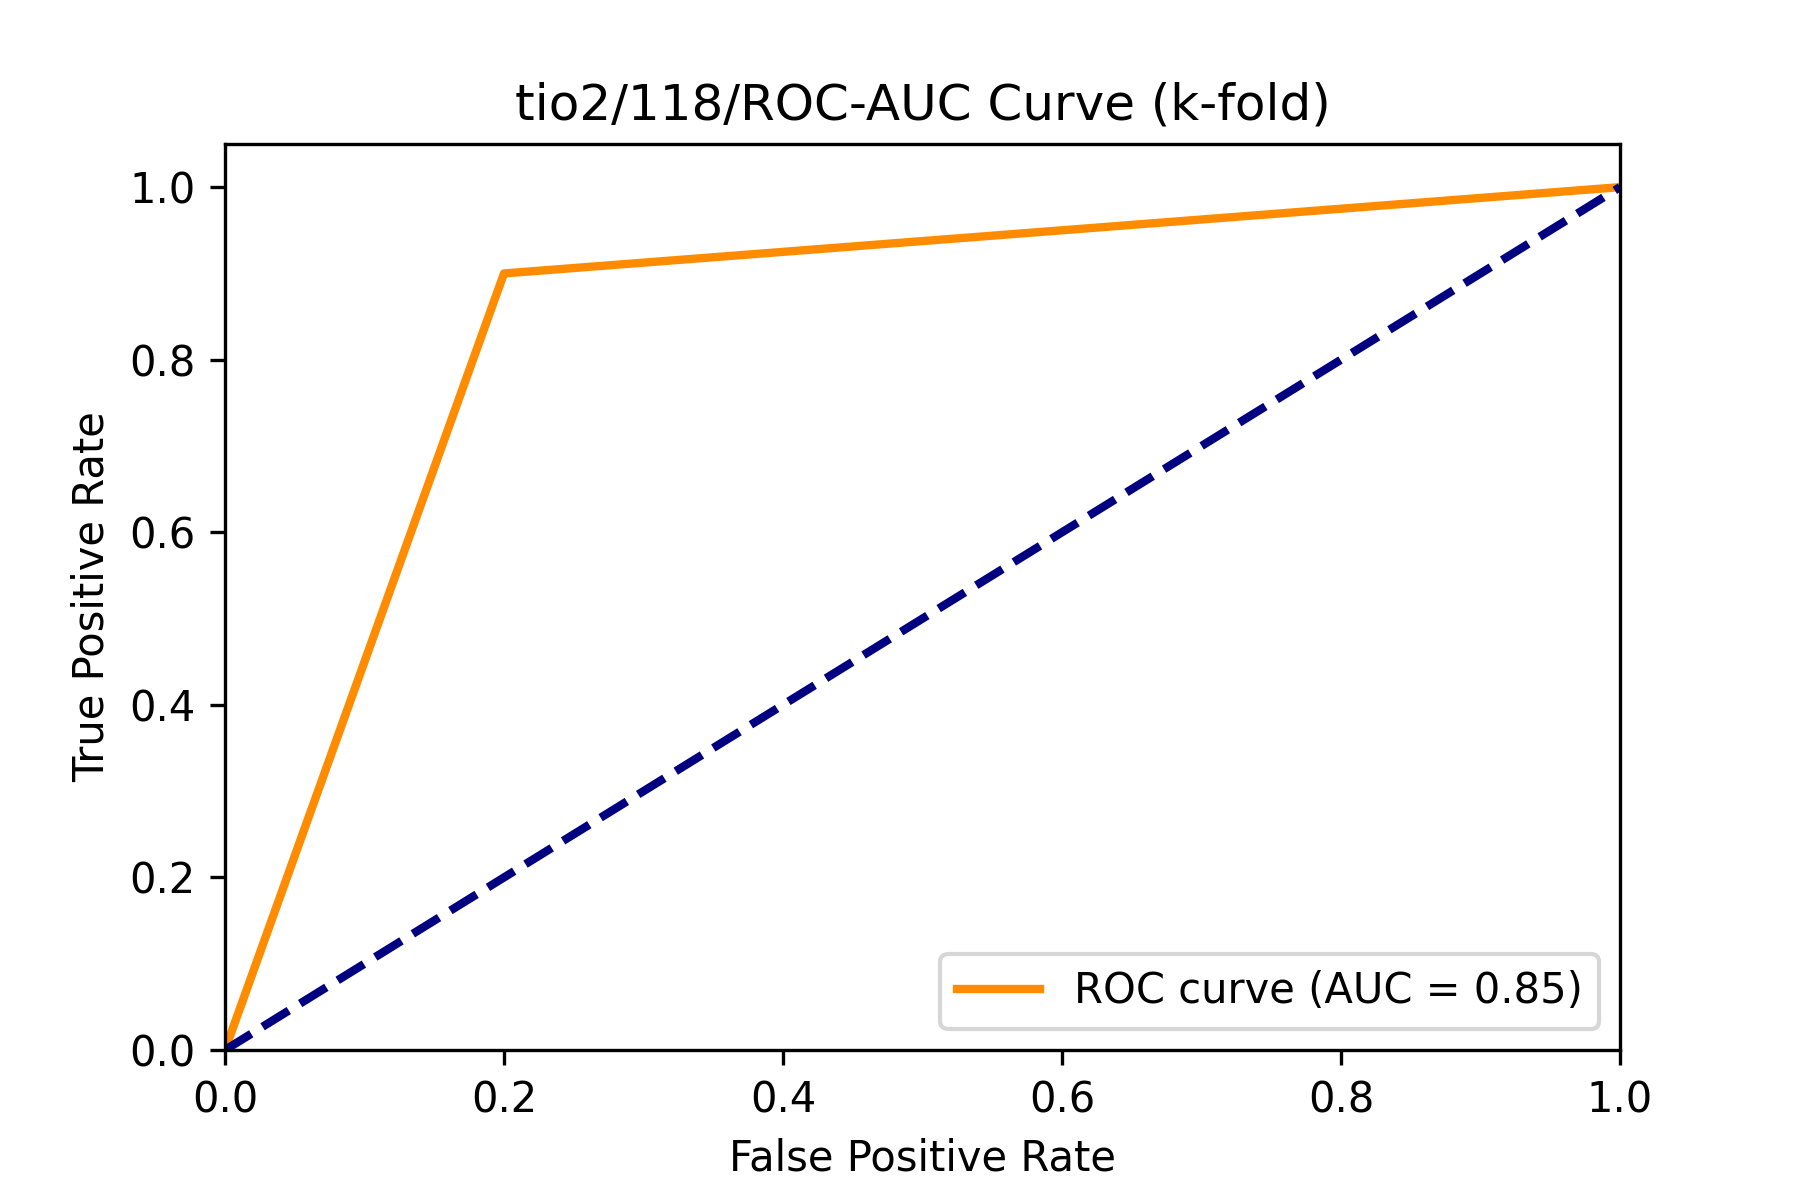 tio2/118/ROC-AUC Curve (k-fold)
1.0
0.8
0.6
0.4
0.2
0.0
True Positive Rate
ROC curve (AUC = 0.85)
0.0 0.2 0.4 0.6 0.8 1.0
False Positive Rate